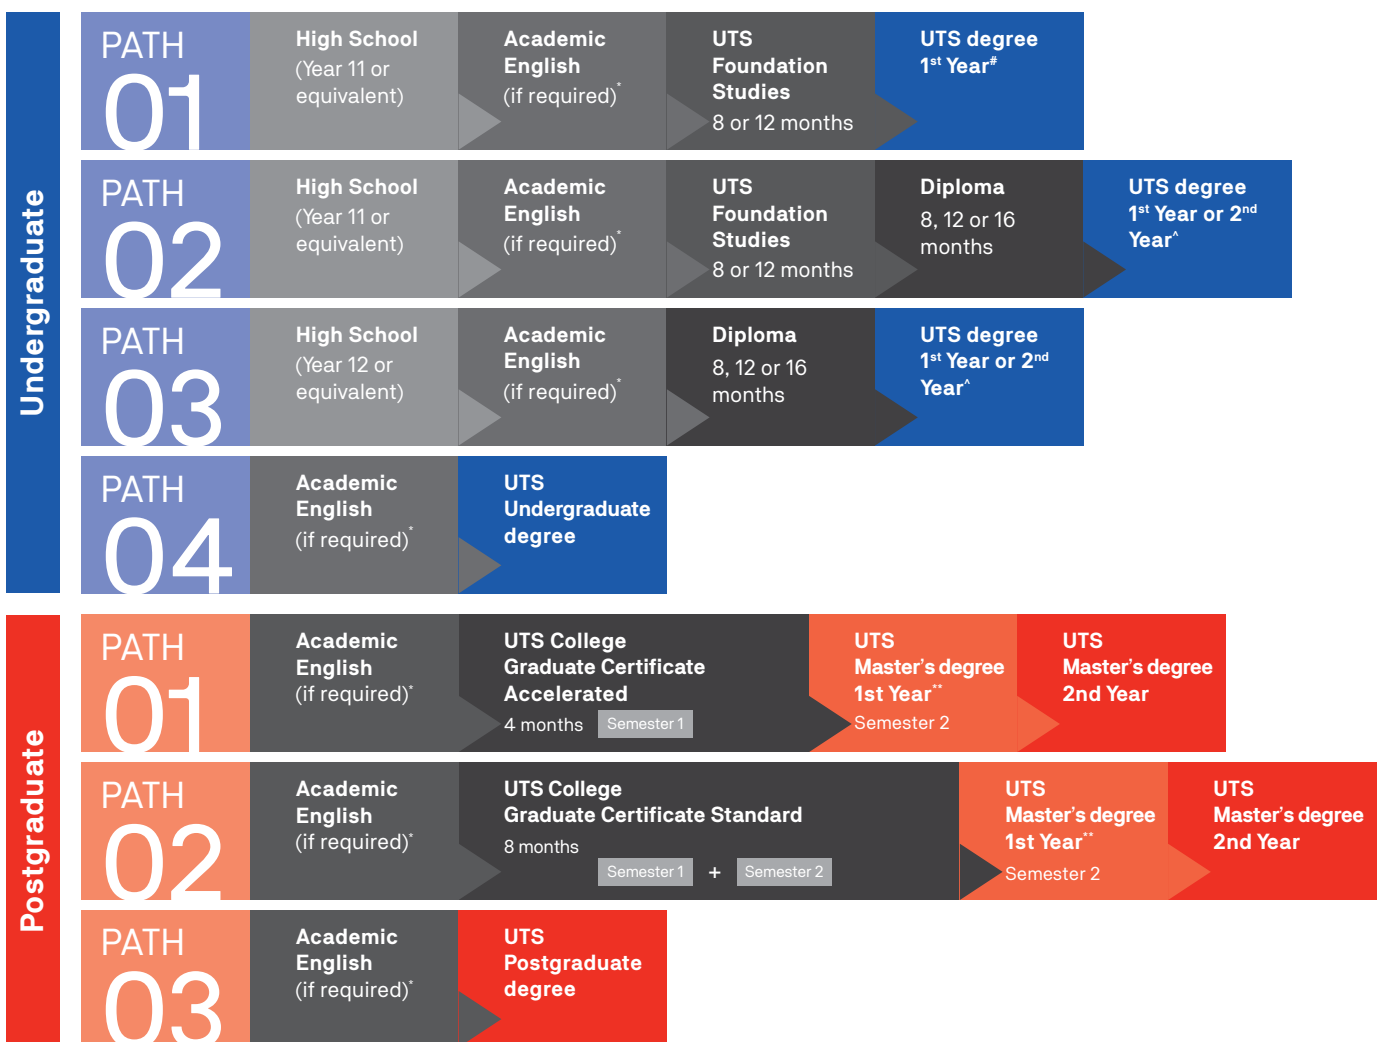 Undergraduate
PATH
01
High School
(Year 11 or
equivalent)
Academic
English
(if required)*
UTS
Foundation
Studies
8 or 12 months
UTS degree
1st Year#
PATH
02
High School
(Year 11 or
equivalent)
Academic
English
(if required)*
UTS
Foundation
Studies
8 or 12 months
Diploma
8, 12 or 16
months
UTS degree
1st Year or 2nd
Year^
PATH
03
High School
(Year 12 or
equivalent)
Academic
English
(if required)*
Diploma
8, 12 or 16
months
UTS degree
1st Year or 2nd
Year^
PATH
04
Academic
English
(if required)*
UTS
Undergraduate
degree
Postgraduate
PATH
01
Academic
English
(if required)*
UTS College
Graduate Certificate
Accelerated
4 months Semester 1
UTS
Master's degree
1st Year**
Semester 2
UTS
Master's degree
2nd Year
PATH
02
Academic
English
(if required)*
UTS College
Graduate Certificate Standard
8 months
Semester 1 + Semester 2
UTS
Master's degree
1st Year**
Semester 2
UTS
Master's degree
2nd Year
PATH
03
Academic
English
(if required)*
UTS
Postgraduate
degree